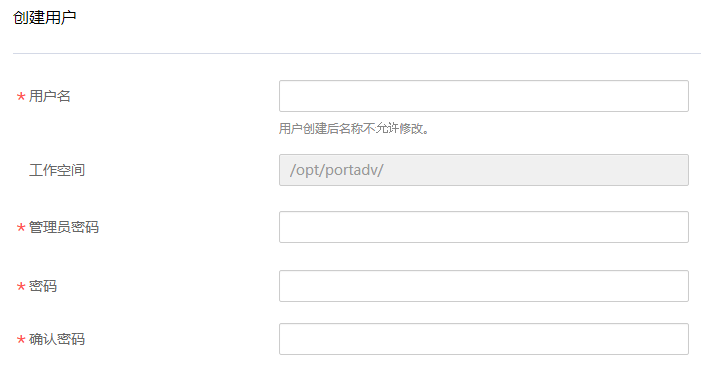 创建用户
* 用户名
用户创建后名称不允许修改。
工作空间 /opt/portadv/
* 管理员密码
* 密码
* 确认密码